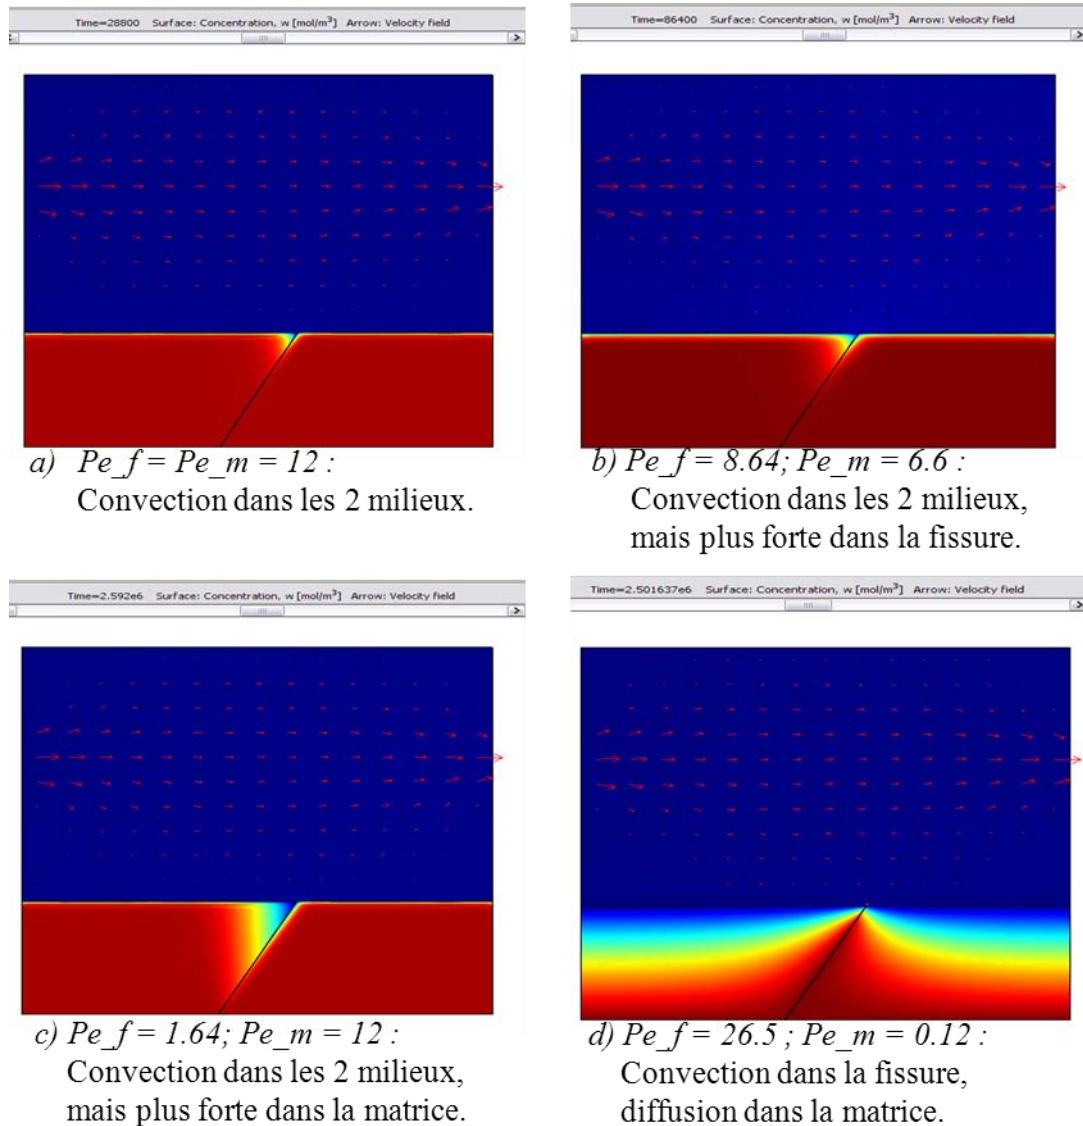 Time=28800 Surface: Concentration, w [mol/m³] Arrow: Velocity field
Time=86400 Surface: Concentration, w [mol/m³] Arrow: Velocity field
a) Pe_f = Pe_m = 12 :
Convection dans les 2 milieux.
b) Pe_f = 8.64; Pe_m = 6.6 :
Convection dans les 2 milieux,
mais plus forte dans la fissure.
Time=2.592e6 Surface: Concentration, w [mol/m³] Arrow: Velocity field
Time=2.501637e6 Surface: Concentration, w [mol/m³] Arrow: Velocity field
c) Pe_f = 1.64; Pe_m = 12 :
Convection dans les 2 milieux,
mais plus forte dans la matrice.
d) Pe_f = 26.5 ; Pe_m = 0.12 :
Convection dans la fissure,
diffusion dans la matrice.